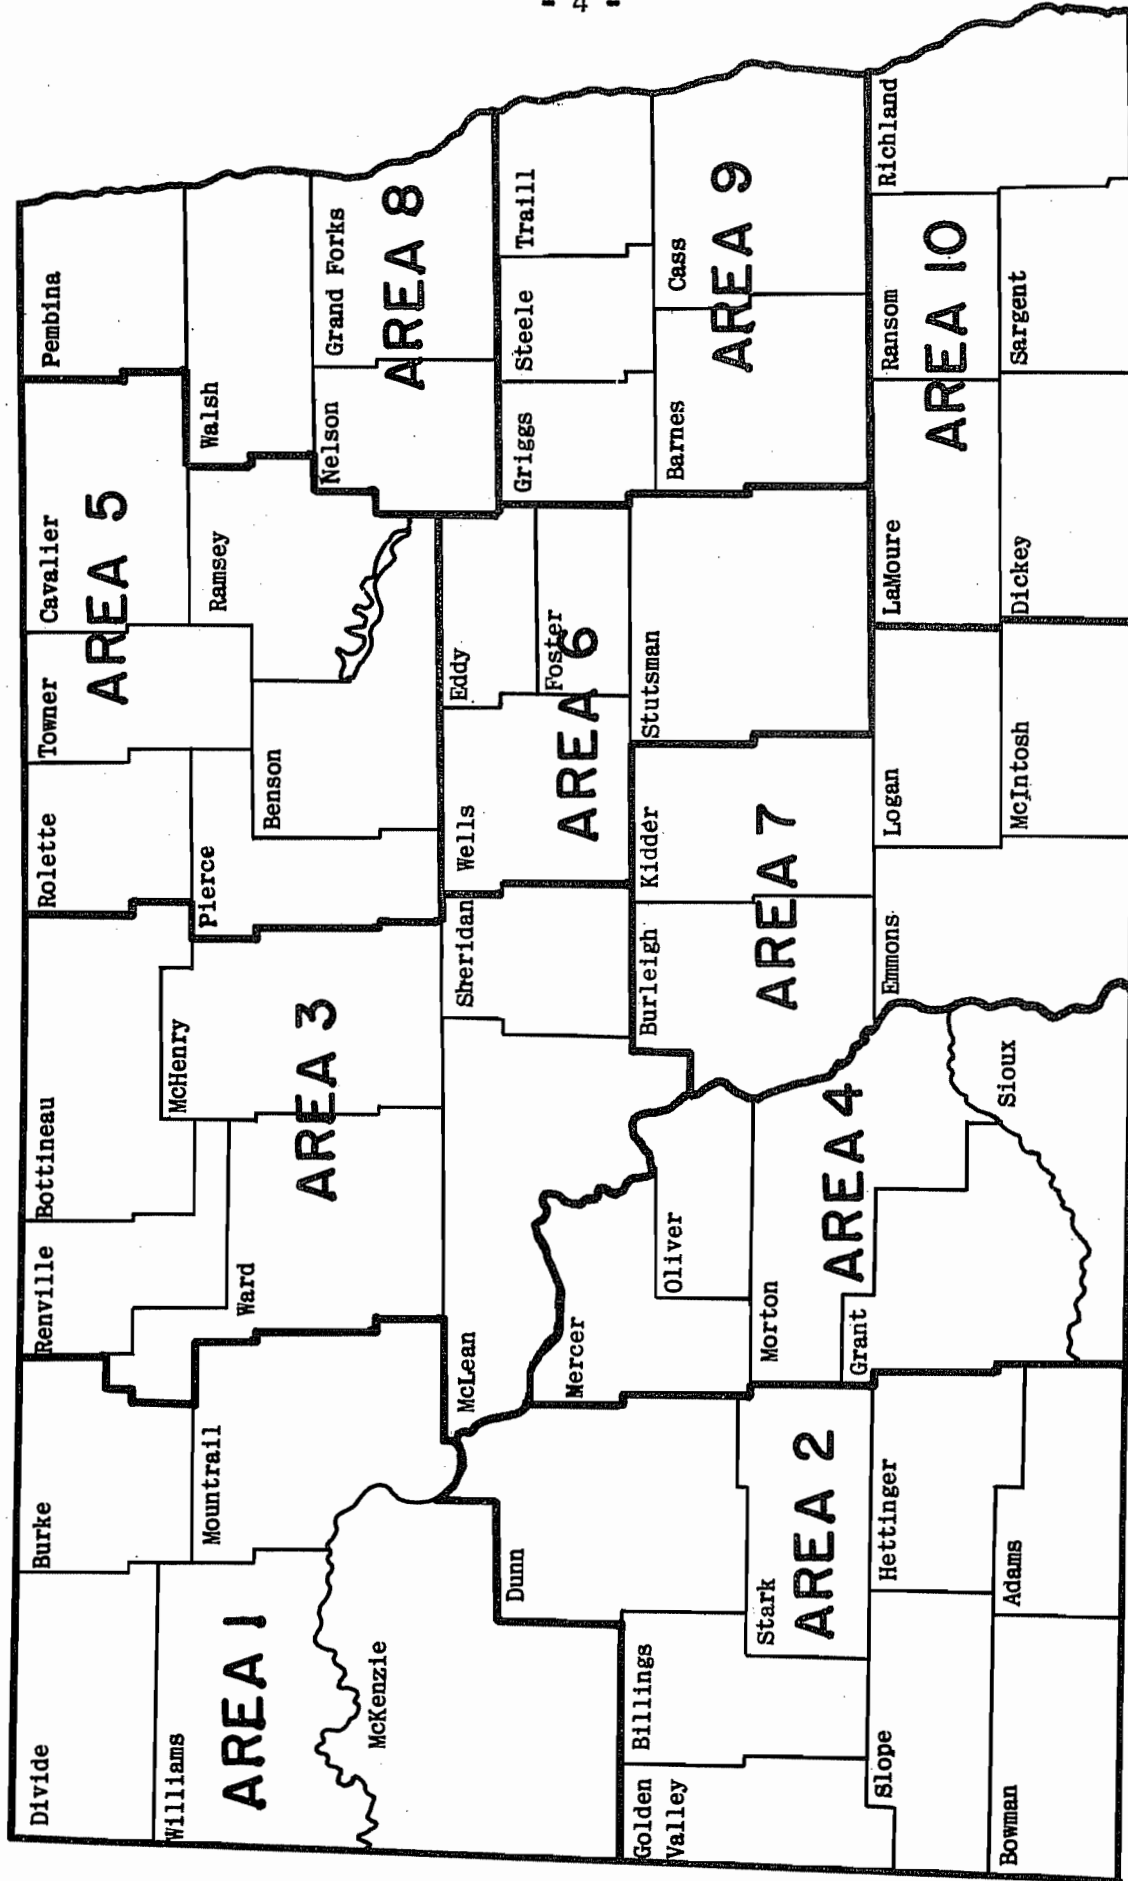 - 4 -
Divide
Burke
Renville
Bottineau
Rolette
Towner
Cavalier
Pembina
Williams
Mountrail
Ward
McHenry
Pierce
Benson
Ramsey
Walsh
AREA 1
AREA 3
AREA 5
McKenzie
Nelson
Grand Forks
AREA 8
McLean
Sheridan
Wells
Eddy
Foster
Griggs
Steele
Traill
Dunn
Mercer
AREA 6
Golden
Valley
Billings
Oliver
Burleigh
Kidder
Stutsman
Barnes
Cass
AREA 9
Stark
Morton
AREA 7
AREA 2
AREA 4
Slope
Hettinger
Grant
Emmons
Logan
LaMoure
Ransom
Richland
AREA 10
Bowman
Adams
Sioux
McIntosh
Dickey
Sargent